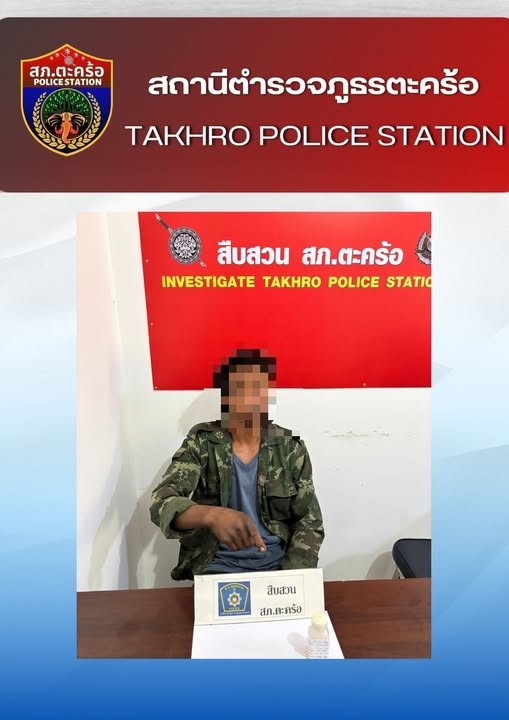 สภ.ตะคร้อ
POLICE STATION
สถานีตำรวจภูธรตะคร้อ
TAKHRO POLICE STATION
สืบสวน สภ.ตะคร้อ
INVESTIGATE TAKHRO POLICE STATIO
สืบสวน
สภ.ตะคร้อ